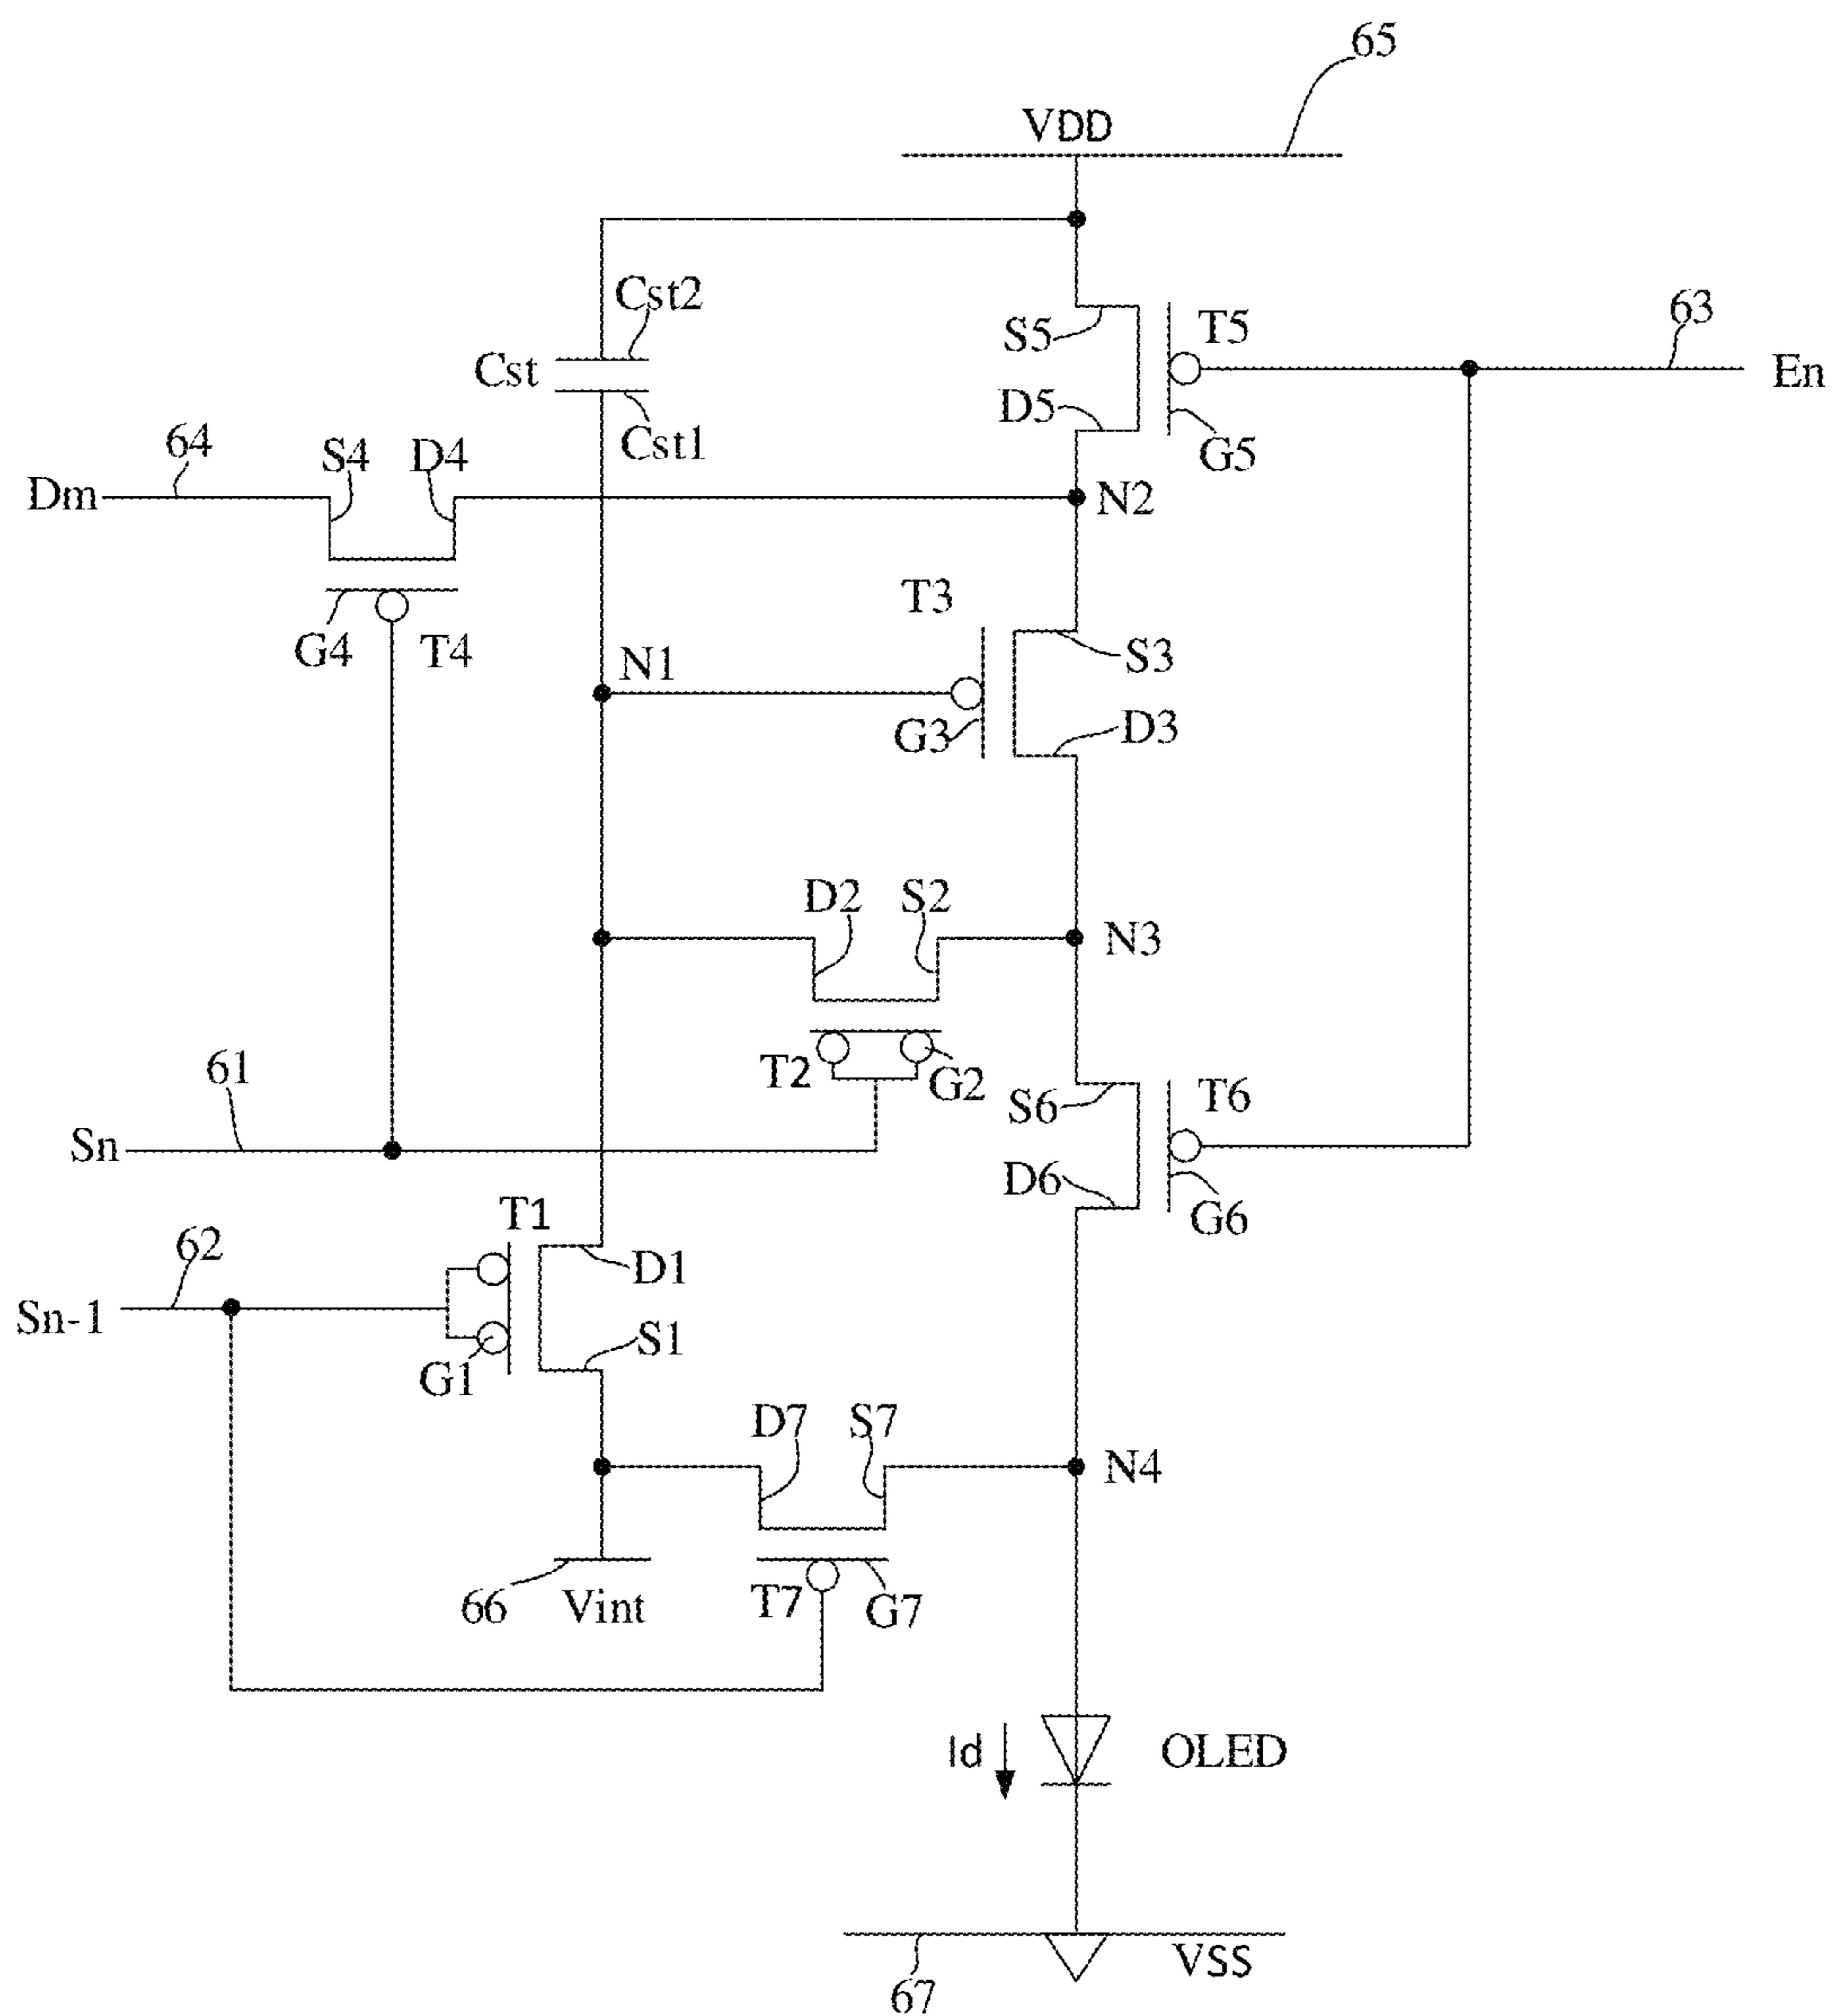 65
VDD
Cst2
S5
T5
63
Cst
En
D5
Cst1
G5
64
S4
D4
Dm
N2
T3
G4
T4
N1
S3
G3
D3
D2
S2
N3
61
T2
G2
S6
T6
Sn
D6
T1
G6
62
D1
Sn-1
S1
G1
D7
S7
N4
66
Vint
T7
G7
Id
OLED
VSS
67